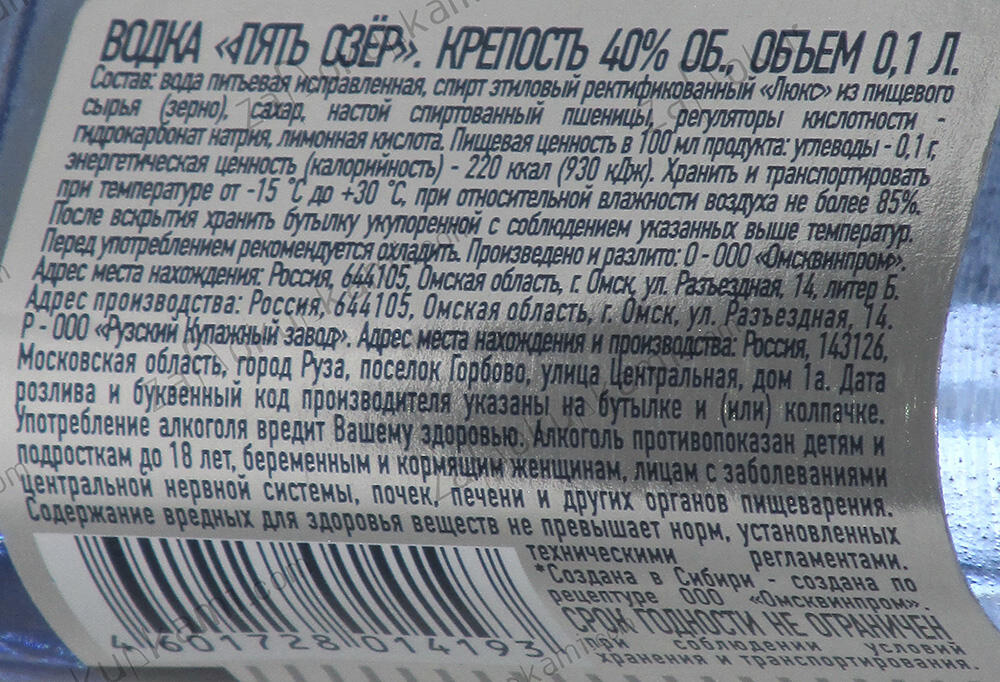 ВОДКА «ПЯТЬ ОЗЁР». КРЕПОСТЬ 40% ОБ., ОБЪЕМ 0,1 Л.
Состав: вода питьевая исправленная, спирт этиловый ректификованный «Люкс» из пищевого
сырья (зерно), сахар, настой спиртованный пшеницы, регуляторы кислотности -
гидрокарбонат натрия, лимонная кислота. Пищевая ценность в 100 мл продукта: углеводы - 0,1 г,
энергетическая ценность (калорийность) - 220 ккал (930 кДж). Хранить и транспортировать
при температуре от -15 °С до +30 °С, при относительной влажности воздуха не более 85%.
После вскрытия хранить бутылку укупоренной с соблюдением указанных выше температур.
Перед употреблением рекомендуется охладить. Произведено и разлито: О - ООО «Омсквинпром».
Адрес места нахождения: Россия, 644105, Омская область, г. Омск, ул. Разъездная, 14, литер Б.
Адрес производства: Россия, 644105, Омская область, г. Омск, ул. Разъездная, 14.
Р - ООО «Рузский Купажный завод». Адрес места нахождения и производства: Россия, 143126,
Московская область, город Руза, поселок Горбово, улица Центральная, дом 1а. Дата
розлива и буквенный код производителя указаны на бутылке и (или) колпачке.
Употребление алкоголя вредит Вашему здоровью. Алкоголь противопоказан детям и
подросткам до 18 лет, беременным и кормящим женщинам, лицам с заболеваниями
центральной нервной системы, почек, печени и других органов пищеварения.
Содержание вредных для здоровья веществ не превышает норм, установленных
техническими регламентами.
*Создана в Сибири - создана по
рецептуре ООО «Омсквинпром».
СРОК ГОДНОСТИ НЕ ОГРАНИЧЕН
при соблюдении условий
хранения и транспортирования.
4 601728 014193